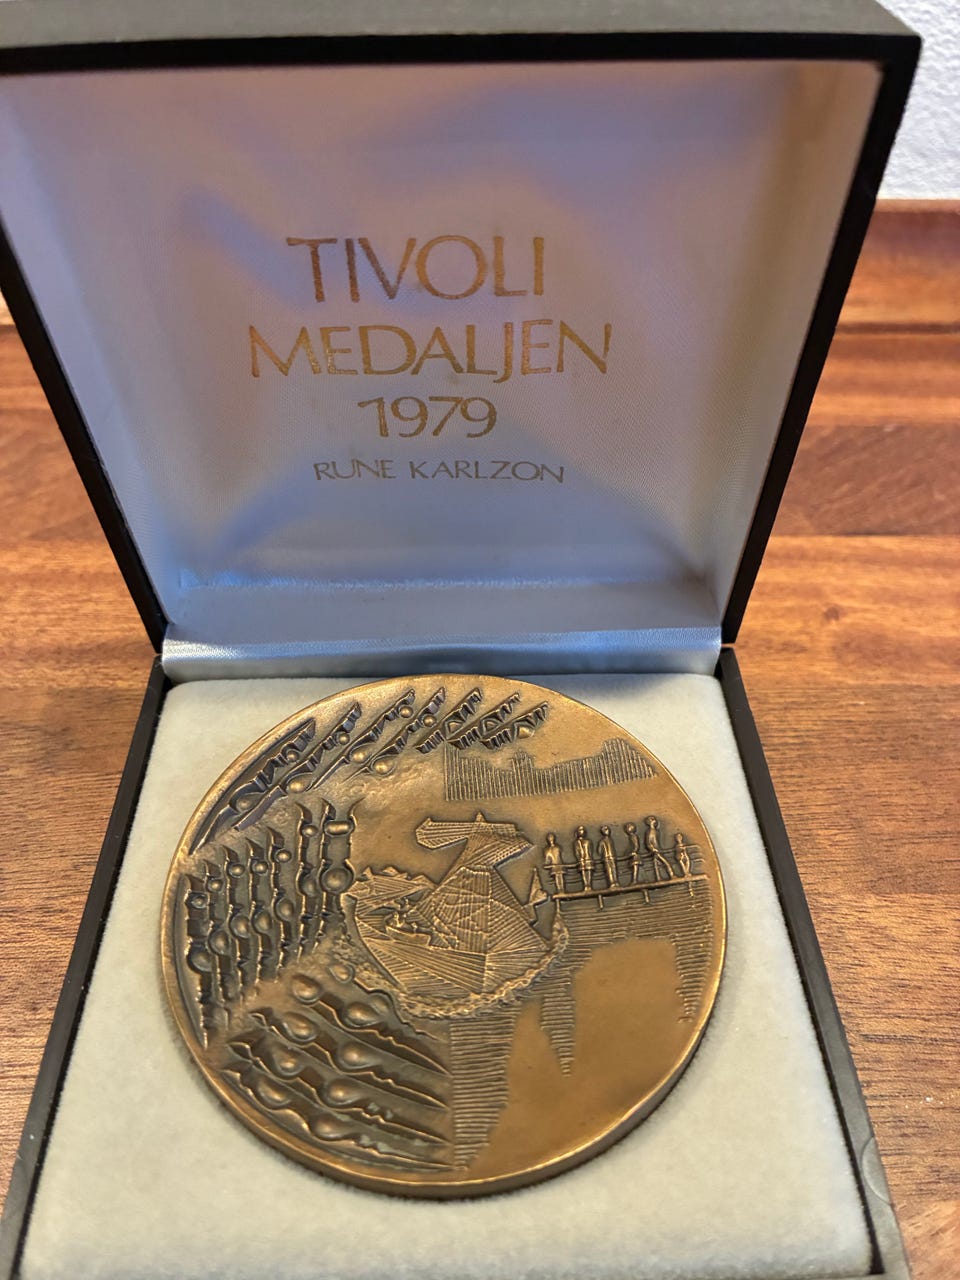 TIVOLI
MEDALJEN
1979
RUNE KARLZON